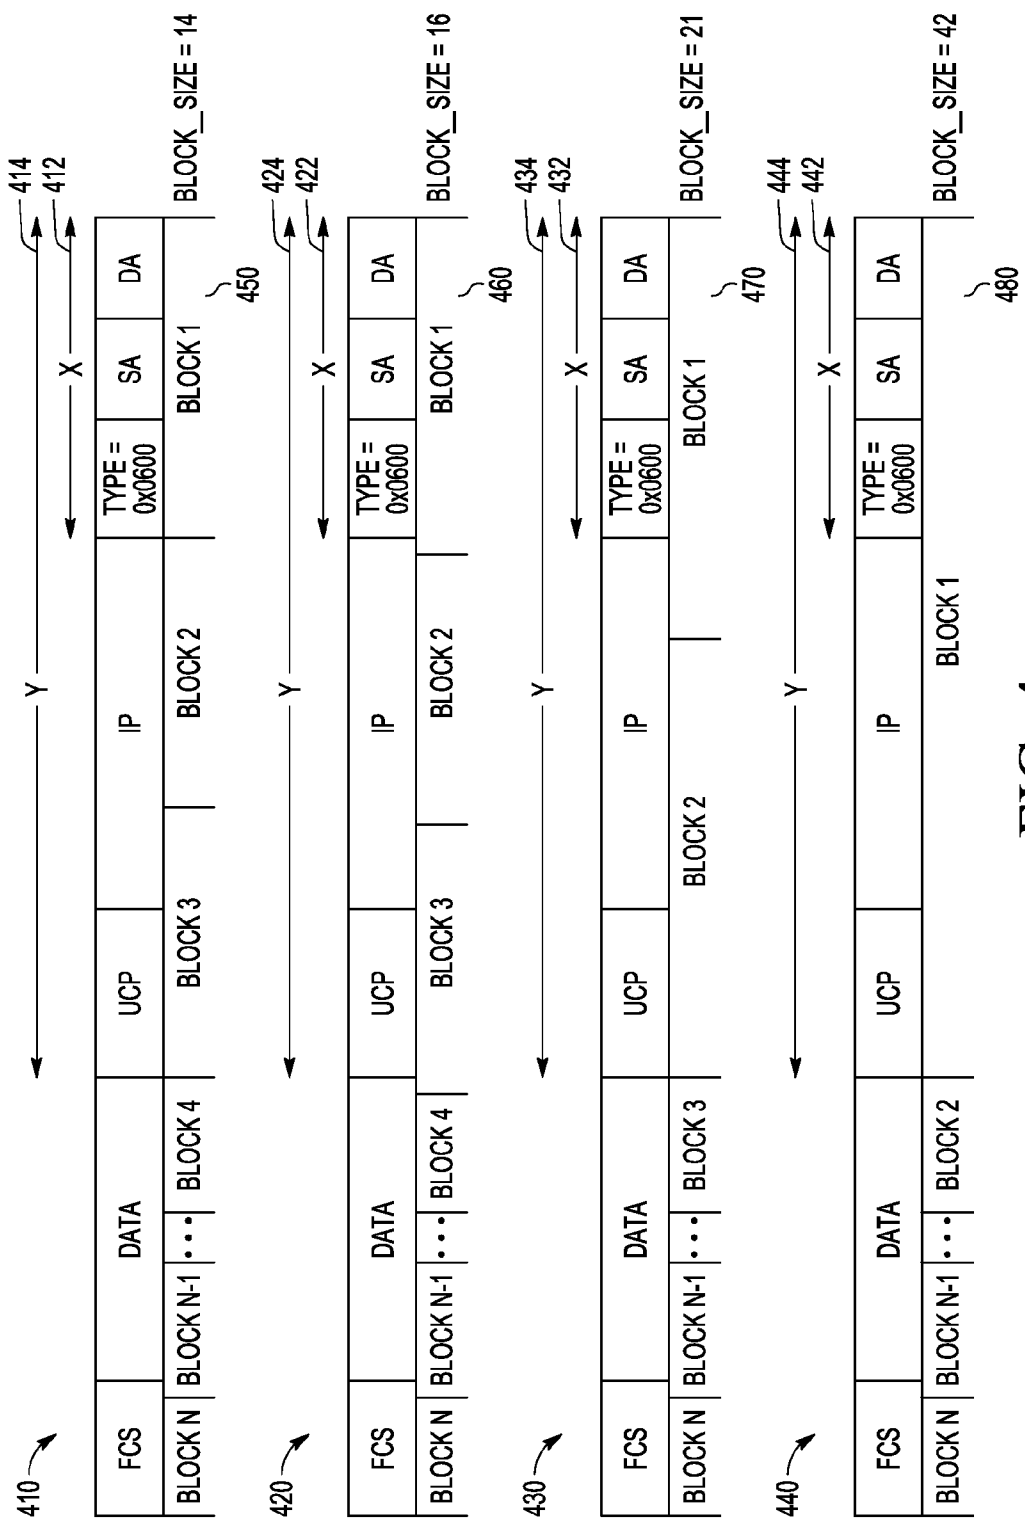 410
414
Y
412
X
FCS
DATA
UCP
IP
TYPE =
0x0600
SA
DA
BLOCK N
BLOCK N-1
• • •
BLOCK 4
BLOCK 3
BLOCK 2
BLOCK 1
BLOCK_SIZE = 14
450
420
424
Y
422
X
FCS
DATA
UCP
IP
TYPE =
0x0600
SA
DA
BLOCK N
BLOCK N-1
• • •
BLOCK 4
BLOCK 3
BLOCK 2
BLOCK 1
BLOCK_SIZE = 16
460
430
434
Y
432
X
FCS
DATA
UCP
IP
TYPE =
0x0600
SA
DA
BLOCK N
BLOCK N-1
• • •
BLOCK 3
BLOCK 2
BLOCK 1
BLOCK_SIZE = 21
470
440
444
Y
442
X
FCS
DATA
UCP
IP
TYPE =
0x0600
SA
DA
BLOCK N
BLOCK N-1
• • •
BLOCK 2
BLOCK 1
BLOCK_SIZE = 42
480